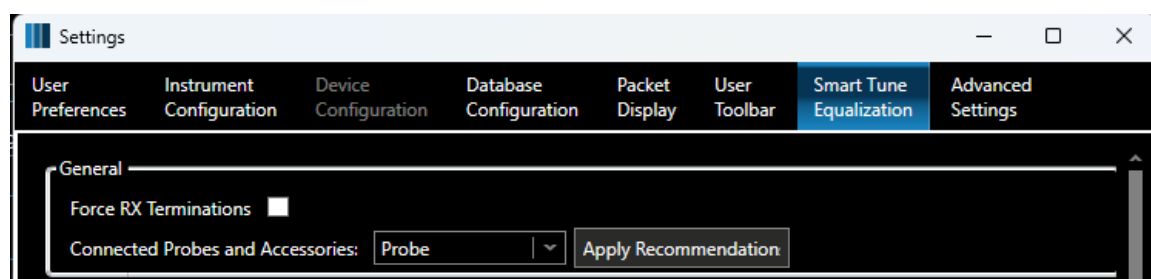 Settings
User Preferences
Instrument Configuration
Device Configuration
Database Configuration
Packet Display
User Toolbar
Smart Tune Equalization
Advanced Settings
General
Force RX Terminations
Connected Probes and Accessories: Probe Apply Recommendation